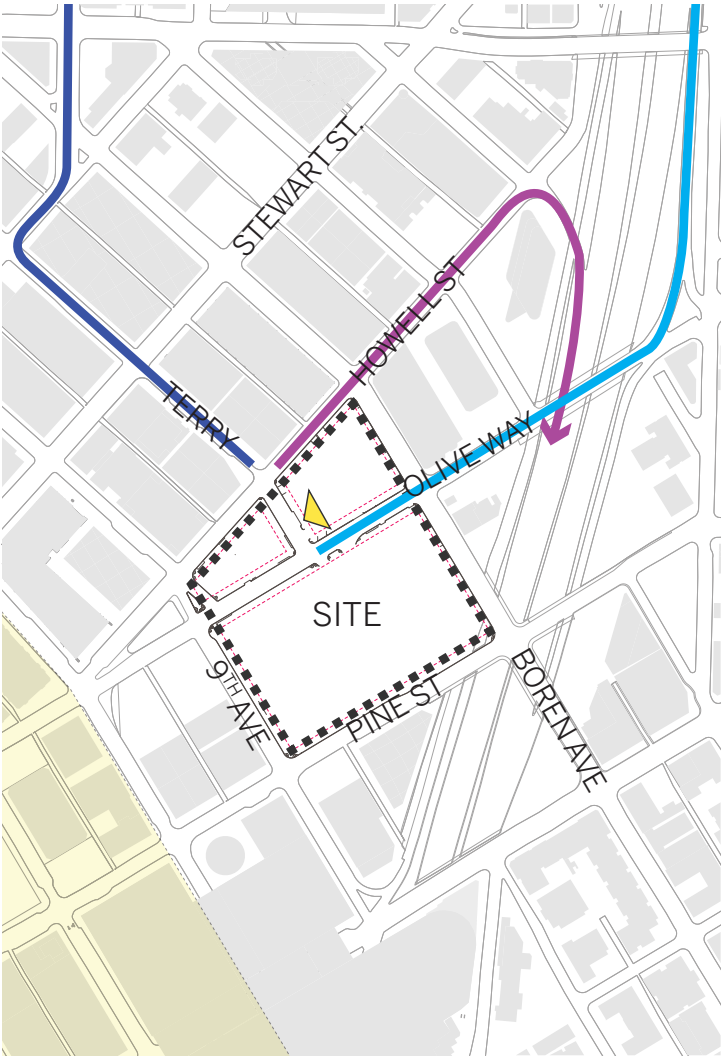 STEWART ST.
HOWELL ST
TERRY
OLIVE WAY
SITE
9TH AVE
PINE ST
BOREN AVE